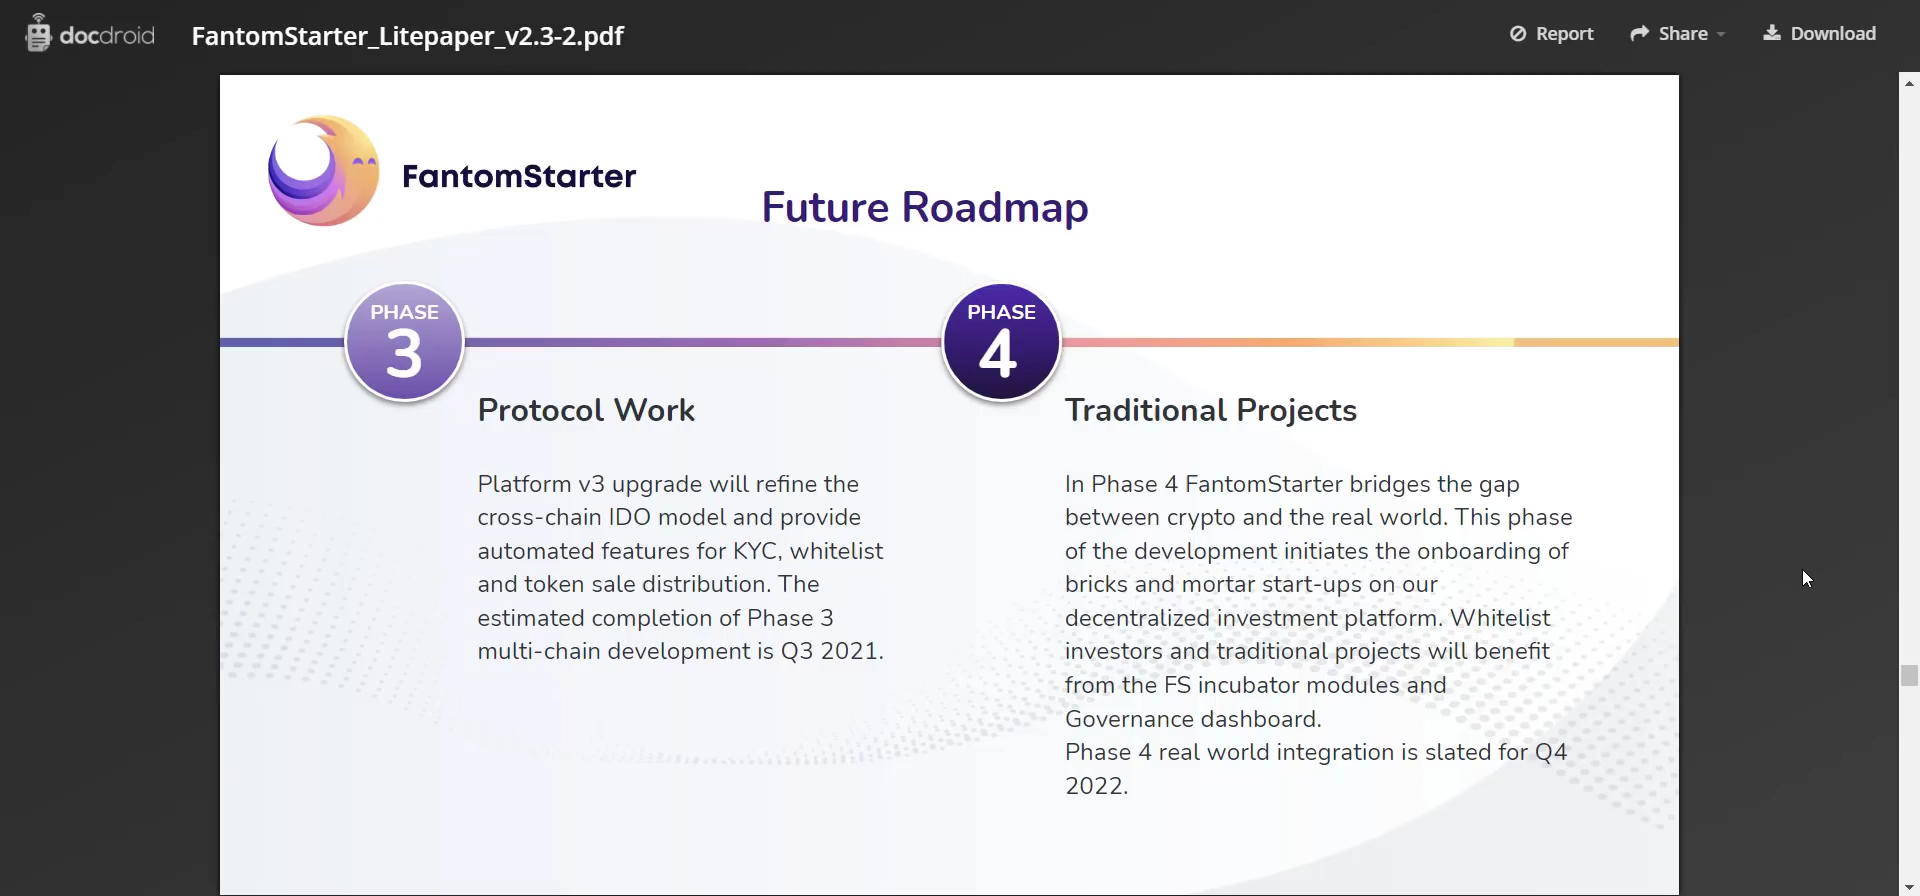 docdroid
FantomStarter_Litepaper_v2.3-2.pdf
Report
Share
Download
FantomStarter
Future Roadmap
PHASE
3
Protocol Work
Platform v3 upgrade will refine the
cross-chain IDO model and provide
automated features for KYC, whitelist
and token sale distribution. The
estimated completion of Phase 3
multi-chain development is Q3 2021.
PHASE
4
Traditional Projects
In Phase 4 FantomStarter bridges the gap
between crypto and the real world. This phase
of the development initiates the onboarding of
bricks and mortar start-ups on our
decentralized investment platform. Whitelist
investors and traditional projects will benefit
from the FS incubator modules and
Governance dashboard.
Phase 4 real world integration is slated for Q4
2022.